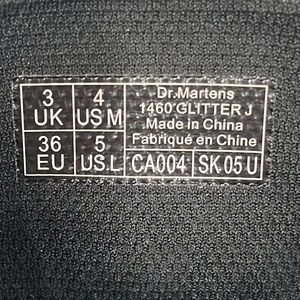 3 UK
4 US M
36 EU
5 US L
Dr.Martens
1460 GLITTER J
Made in China
Fabriqué en Chine
CA004
SK 05 U